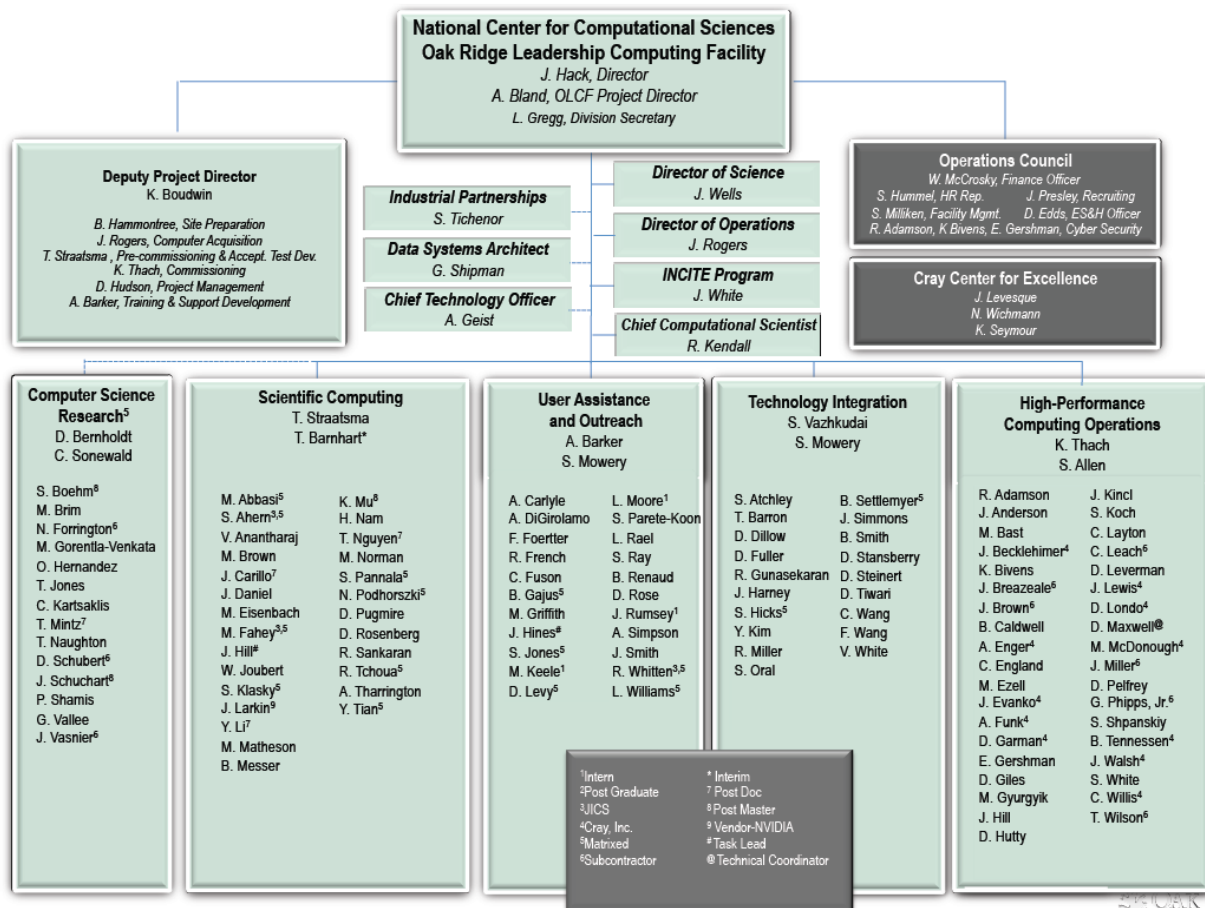 National Center for Computational Sciences
Oak Ridge Leadership Computing Facility
J. Hack, Director
A. Bland, OLCF Project Director
L. Gregg, Division Secretary
Deputy Project Director
K. Boudwin
B. Hammontree, Site Preparation
J. Rogers, Computer Acquisition
T. Straatsma , Pre-commissioning & Accept. Test Dev.
K. Thach, Commissioning
D. Hudson, Project Management
A. Barker, Training & Support Development
Industrial Partnerships
S. Tichenor
Data Systems Architect
G. Shipman
Chief Technology Officer
A. Geist
Director of Science
J. Wells
Director of Operations
J. Rogers
INCITE Program
J. White
Chief Computational Scientist
R. Kendall
Operations Council
W. McCrosky, Finance Officer
S. Hummel, HR Rep. J. Presley, Recruiting
S. Milliken, Facility Mgmt. D. Edds, ES&H Officer
R. Adamson, K Bivens, E. Gershman, Cyber Security
Cray Center for Excellence
J. Levesque
N. Wichmann
K. Seymour
Computer Science
Research⁵
D. Bernholdt
C. Sonewald
S. Boehm⁸
M. Brim
N. Forrington⁶
M. Gorentla-Venkata
O. Hernandez
T. Jones
C. Kartsaklis
T. Mintz⁷
T. Naughton
D. Schubert⁶
J. Schuchart⁸
P. Shamis
G. Vallee
J. Vasnier⁶
Scientific Computing
T. Straatsma
T. Barnhart*
M. Abbasi⁵
S. Ahern³,⁵
V. Anantharaj
M. Brown
J. Carillo⁷
J. Daniel
M. Eisenbach
M. Fahey³,⁵
J. Hill#
W. Joubert
S. Klasky⁵
J. Larkin⁹
Y. Li⁷
M. Matheson
B. Messer
K. Mu⁸
H. Nam
T. Nguyen⁷
M. Norman
S. Pannala⁵
N. Podhorszki⁵
D. Pugmire
D. Rosenberg
R. Sankaran
R. Tchoua⁵
A. Tharrington
Y. Tian⁵
User Assistance
and Outreach
A. Barker
S. Mowery
A. Carlyle
A. DiGirolamo
F. Foertter
R. French
C. Fuson
B. Gajus⁵
M. Griffith
J. Hines#
S. Jones⁵
M. Keele¹
D. Levy⁵
L. Moore¹
S. Parete-Koon
L. Rael
S. Ray
B. Renaud
D. Rose
J. Rumsey¹
A. Simpson
J. Smith
R. Whitten³,⁵
L. Williams⁵
Technology Integration
S. Vazhkudai
S. Mowery
S. Atchley
T. Barron
D. Dillow
D. Fuller
R. Gunasekaran
J. Harney
S. Hicks⁵
Y. Kim
R. Miller
S. Oral
B. Settlemyer⁵
J. Simmons
B. Smith
D. Stansberry
D. Steinert
D. Tiwari
C. Wang
F. Wang
V. White
High-Performance
Computing Operations
K. Thach
S. Allen
R. Adamson
J. Anderson
M. Bast
J. Becklehimer⁴
K. Bivens
J. Breazeale⁶
J. Brown⁶
B. Caldwell
A. Enger⁴
C. England
M. Ezell
J. Evanko⁴
A. Funk⁴
D. Garman⁴
E. Gershman
D. Giles
M. Gyurgyik
J. Hill
D. Hutty
J. Kincl
S. Koch
C. Layton
C. Leach⁶
D. Leverman
J. Lewis⁴
D. Londo⁴
D. Maxwell@
M. McDonough⁴
J. Miller⁶
D. Pelfrey
G. Phipps, Jr.⁶
S. Shpanskiy
B. Tennessen⁴
J. Walsh⁴
S. White
C. Willis⁴
T. Wilson⁶
¹Intern
²Post Graduate
³JICS
⁴Cray, Inc.
⁵Matrixed
⁶Subcontractor
* Interim
⁷ Post Doc
⁸ Post Master
⁹ Vendor-NVIDIA
# Task Lead
@ Technical Coordinator
OAK